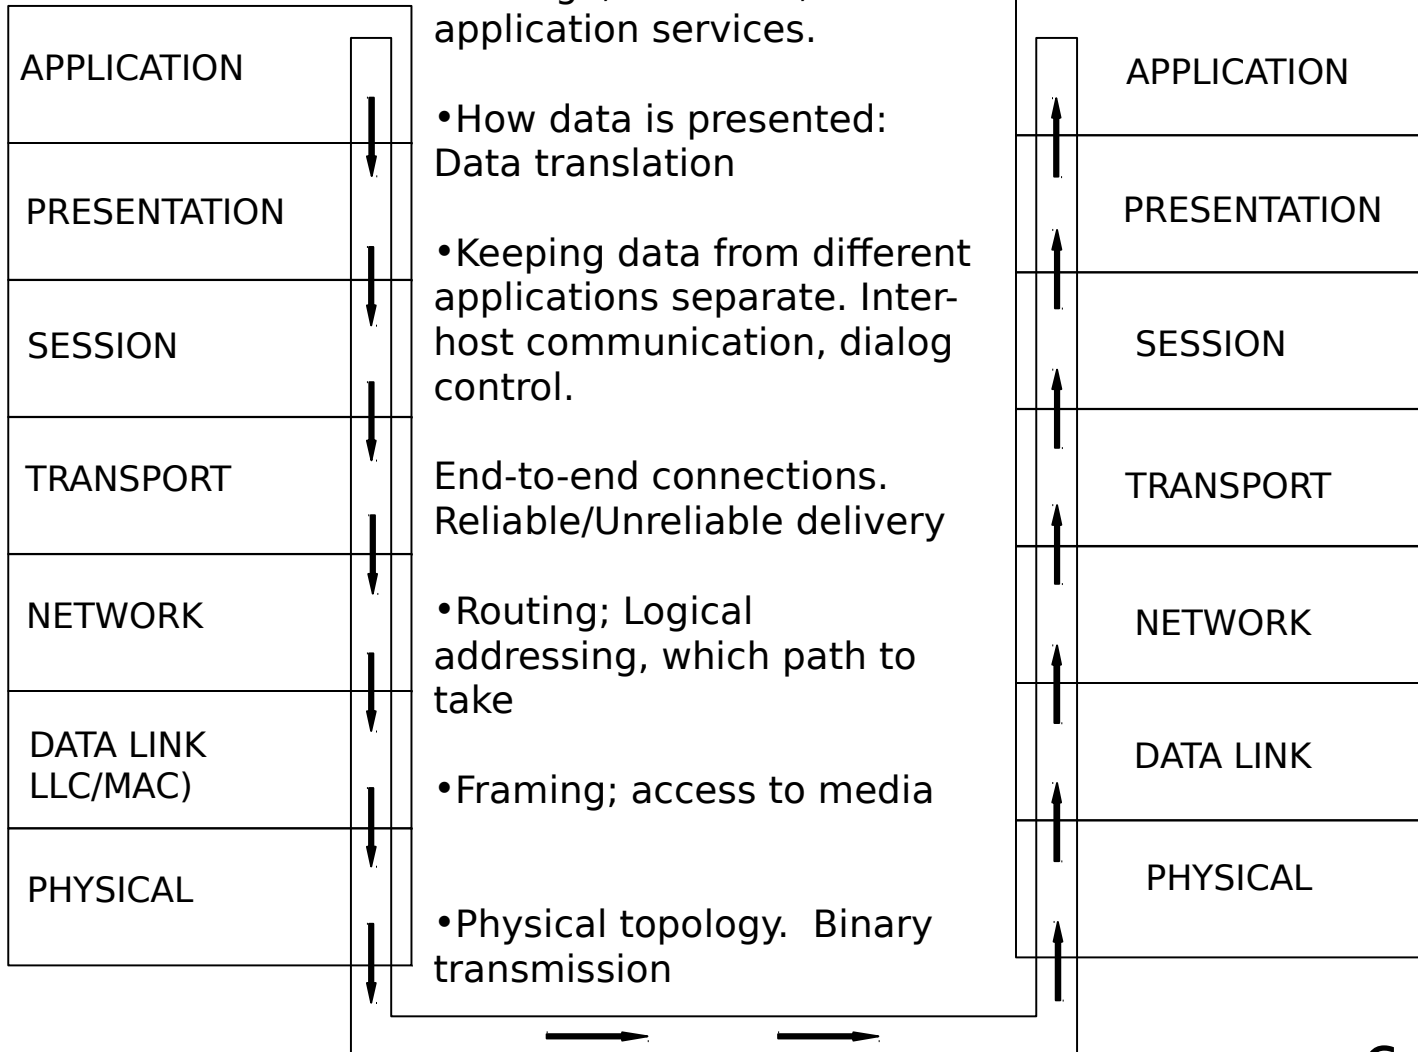 application services.
•How data is presented:
Data translation
•Keeping data from different
applications separate. Inter-
host communication, dialog
control.
End-to-end connections.
Reliable/Unreliable delivery
•Routing; Logical
addressing, which path to
take
•Framing; access to media
•Physical topology.  Binary
transmission
APPLICATION
PRESENTATION
SESSION
TRANSPORT
NETWORK
DATA LINK
LLC/MAC)
PHYSICAL
APPLICATION
PRESENTATION
SESSION
TRANSPORT
NETWORK
DATA LINK
PHYSICAL